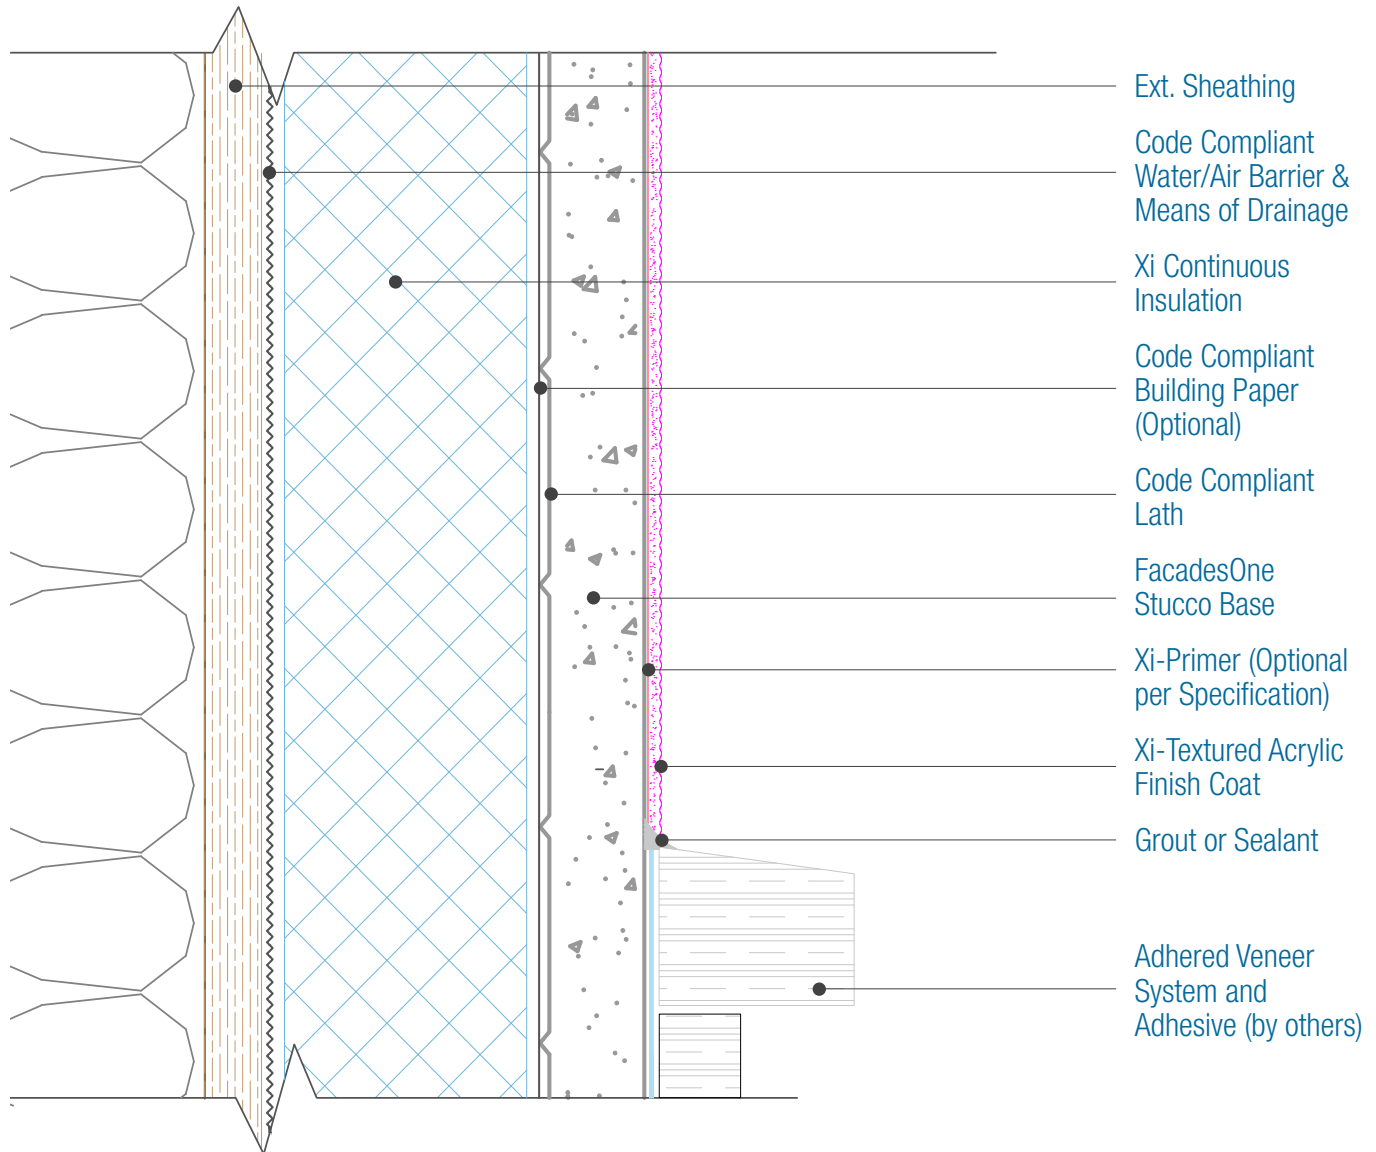 Ext. Sheathing
Code Compliant
Water/Air Barrier &
Means of Drainage
Xi Continuous
Insulation
Code Compliant
Building Paper
(Optional)
Code Compliant
Lath
FacadesOne
Stucco Base
Xi-Primer (Optional
per Specification)
Xi-Textured Acrylic
Finish Coat
Grout or Sealant
Adhered Veneer
System and
Adhesive (by others)